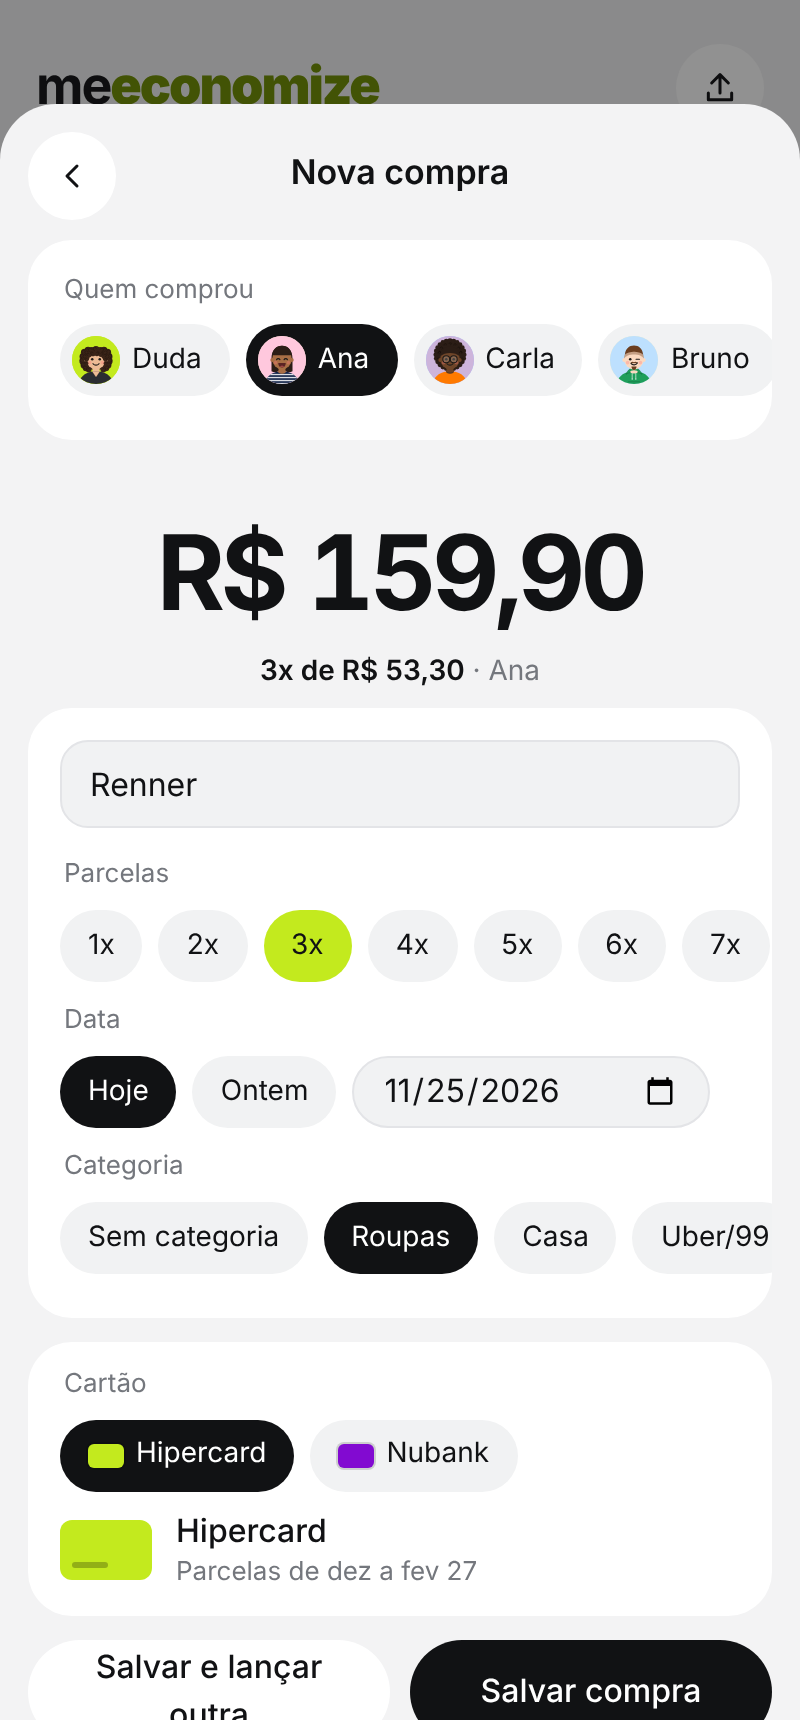 meeconomize
Nova compra
Quem comprou
Duda Ana Carla Bruno
R$ 159,90
3x de R$ 53,30 · Ana
Renner
Parcelas
1x 2x 3x 4x 5x 6x 7x
Data
Hoje Ontem 11/25/2026
Categoria
Sem categoria Roupas Casa Uber/99
Cartão
Hipercard Nubank
Hipercard
Parcelas de dez a fev 27
Salvar e lançar
outra
Salvar compra